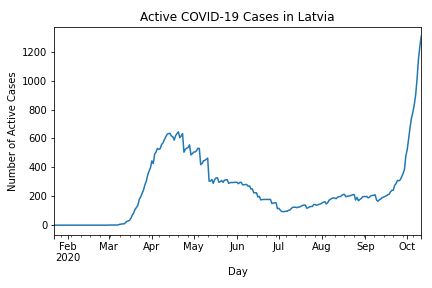 Active COVID-19 Cases in Latvia
Number of Active Cases
1200
1000
800
600
400
200
0
Feb Mar Apr May Jun Jul Aug Sep Oct
2020
Day